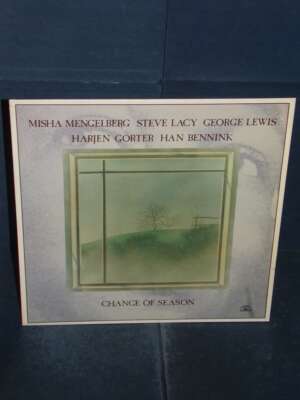 MISHA MENGELBERG STEVE LACY GEORGE LEWIS
HARJEN GORTER HAN BENNINK
CHANGE OF SEASON